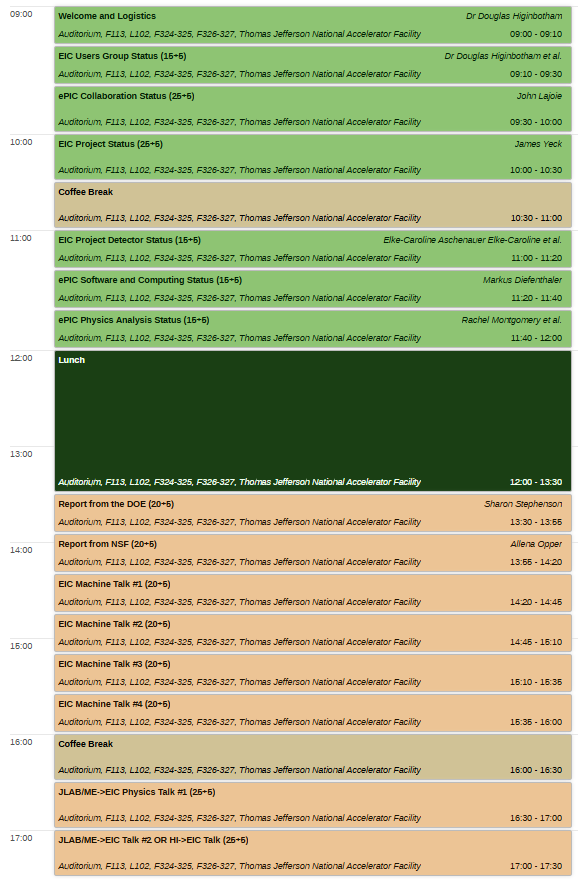 09:00
Welcome and Logistics Dr Douglas Higinbotham
Auditorium, F113, L102, F324-325, F326-327, Thomas Jefferson National Accelerator Facility 09:00 - 09:10
EIC Users Group Status (15+5) Dr Douglas Higinbotham et al.
Auditorium, F113, L102, F324-325, F326-327, Thomas Jefferson National Accelerator Facility 09:10 - 09:30
ePIC Collaboration Status (25+5) John Lajoie
Auditorium, F113, L102, F324-325, F326-327, Thomas Jefferson National Accelerator Facility 09:30 - 10:00
10:00
EIC Project Status (25+5) James Yeck
Auditorium, F113, L102, F324-325, F326-327, Thomas Jefferson National Accelerator Facility 10:00 - 10:30
Coffee Break
Auditorium, F113, L102, F324-325, F326-327, Thomas Jefferson National Accelerator Facility 10:30 - 11:00
11:00
EIC Project Detector Status (15+5) Elke-Caroline Aschenauer Elke-Caroline et al.
Auditorium, F113, L102, F324-325, F326-327, Thomas Jefferson National Accelerator Facility 11:00 - 11:20
ePIC Software and Computing Status (15+5) Markus Diefenthaler
Auditorium, F113, L102, F324-325, F326-327, Thomas Jefferson National Accelerator Facility 11:20 - 11:40
ePIC Physics Analysis Status (15+5) Rachel Montgomery et al.
Auditorium, F113, L102, F324-325, F326-327, Thomas Jefferson National Accelerator Facility 11:40 - 12:00
12:00
Lunch
13:00
Auditorium, F113, L102, F324-325, F326-327, Thomas Jefferson National Accelerator Facility 12:00 - 13:30
Report from the DOE (20+5) Sharon Stephenson
Auditorium, F113, L102, F324-325, F326-327, Thomas Jefferson National Accelerator Facility 13:30 - 13:55
Report from NSF (20+5) Allena Opper
14:00
Auditorium, F113, L102, F324-325, F326-327, Thomas Jefferson National Accelerator Facility 13:55 - 14:20
EIC Machine Talk #1 (20+5)
Auditorium, F113, L102, F324-325, F326-327, Thomas Jefferson National Accelerator Facility 14:20 - 14:45
EIC Machine Talk #2 (20+5)
15:00
Auditorium, F113, L102, F324-325, F326-327, Thomas Jefferson National Accelerator Facility 14:45 - 15:10
EIC Machine Talk #3 (20+5)
Auditorium, F113, L102, F324-325, F326-327, Thomas Jefferson National Accelerator Facility 15:10 - 15:35
EIC Machine Talk #4 (20+5)
Auditorium, F113, L102, F324-325, F326-327, Thomas Jefferson National Accelerator Facility 15:35 - 16:00
16:00
Coffee Break
Auditorium, F113, L102, F324-325, F326-327, Thomas Jefferson National Accelerator Facility 16:00 - 16:30
JLAB/ME->EIC Physics Talk #1 (25+5)
Auditorium, F113, L102, F324-325, F326-327, Thomas Jefferson National Accelerator Facility 16:30 - 17:00
17:00
JLAB/ME->EIC Talk #2 OR HI->EIC Talk (25+5)
Auditorium, F113, L102, F324-325, F326-327, Thomas Jefferson National Accelerator Facility 17:00 - 17:30